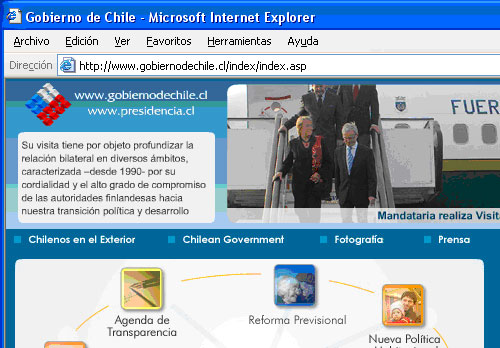 Gobierno de Chile - Microsoft Internet Explorer
Archivo Edición Ver Favoritos Herramientas Ayuda
Dirección http://www.gobiernodechile.cl/index/index.asp
www.gobiernodechile.cl
www.presidencia.cl
FUER
Su visita tiene por objeto profundizar la
relación bilateral en diversos ámbitos,
caracterizada –desde 1990- por su
cordialidad y el alto grado de compromiso
de las autoridades finlandesas hacia
nuestra transición política y desarrollo
Mandataria realiza Visit
Chilenos en el Exterior Chilean Government Fotografía Prensa
Agenda de
Transparencia
Reforma Previsional
Nueva Política